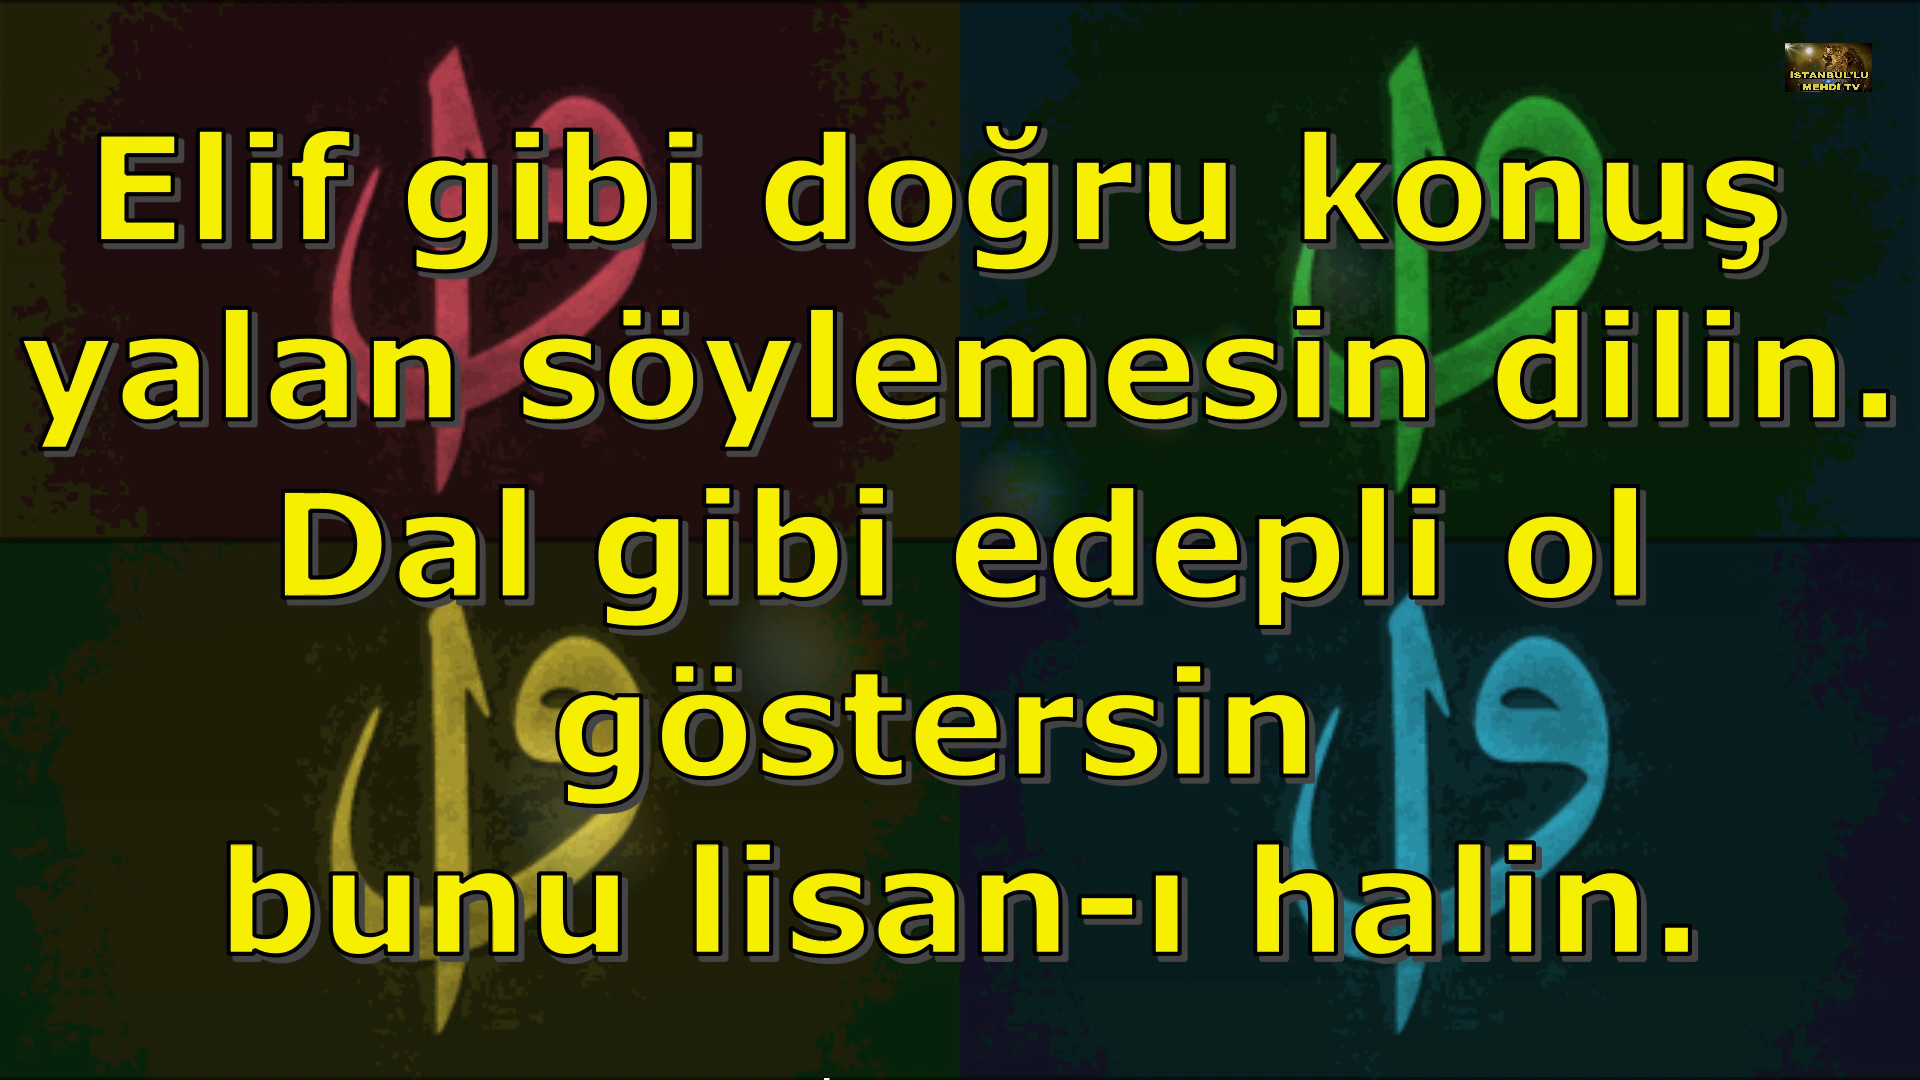 İSTANBUL'LU
MEHDİ TV
Elif gibi doğru konuş
yalan söylemesin dilin.
Dal gibi edepli ol
göstersin
bunu lisan-ı halin.